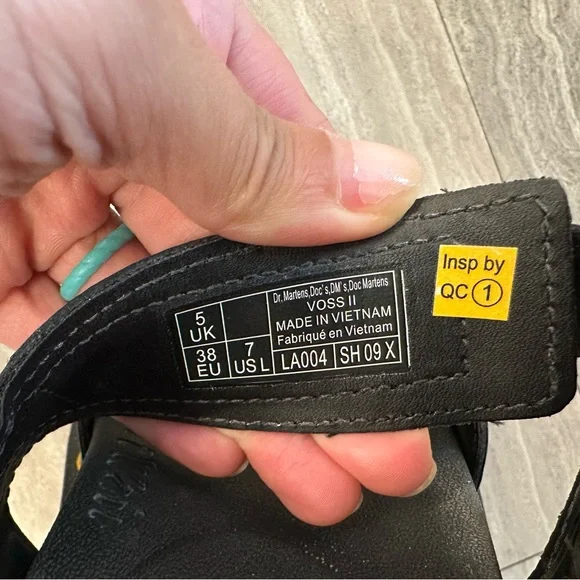 Dr,Martens,Doc's,DM's,Doc Martens
VOSS II
MADE IN VIETNAM
Fabriqué en Vietnam
5
UK
38
EU
7
US L
LA004
SH 09 X
Insp by
QC 1